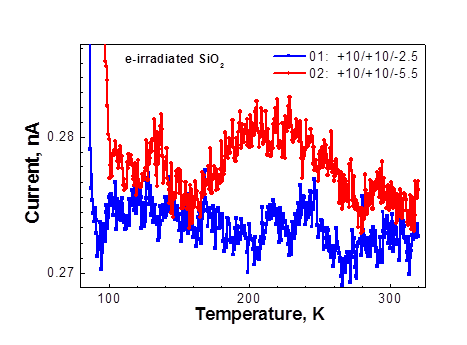 e-irradiated SiO2
01: +10/+10/-2.5
02: +10/+10/-5.5
Current, nA
0.28
0.27
100
200
300
Temperature, K